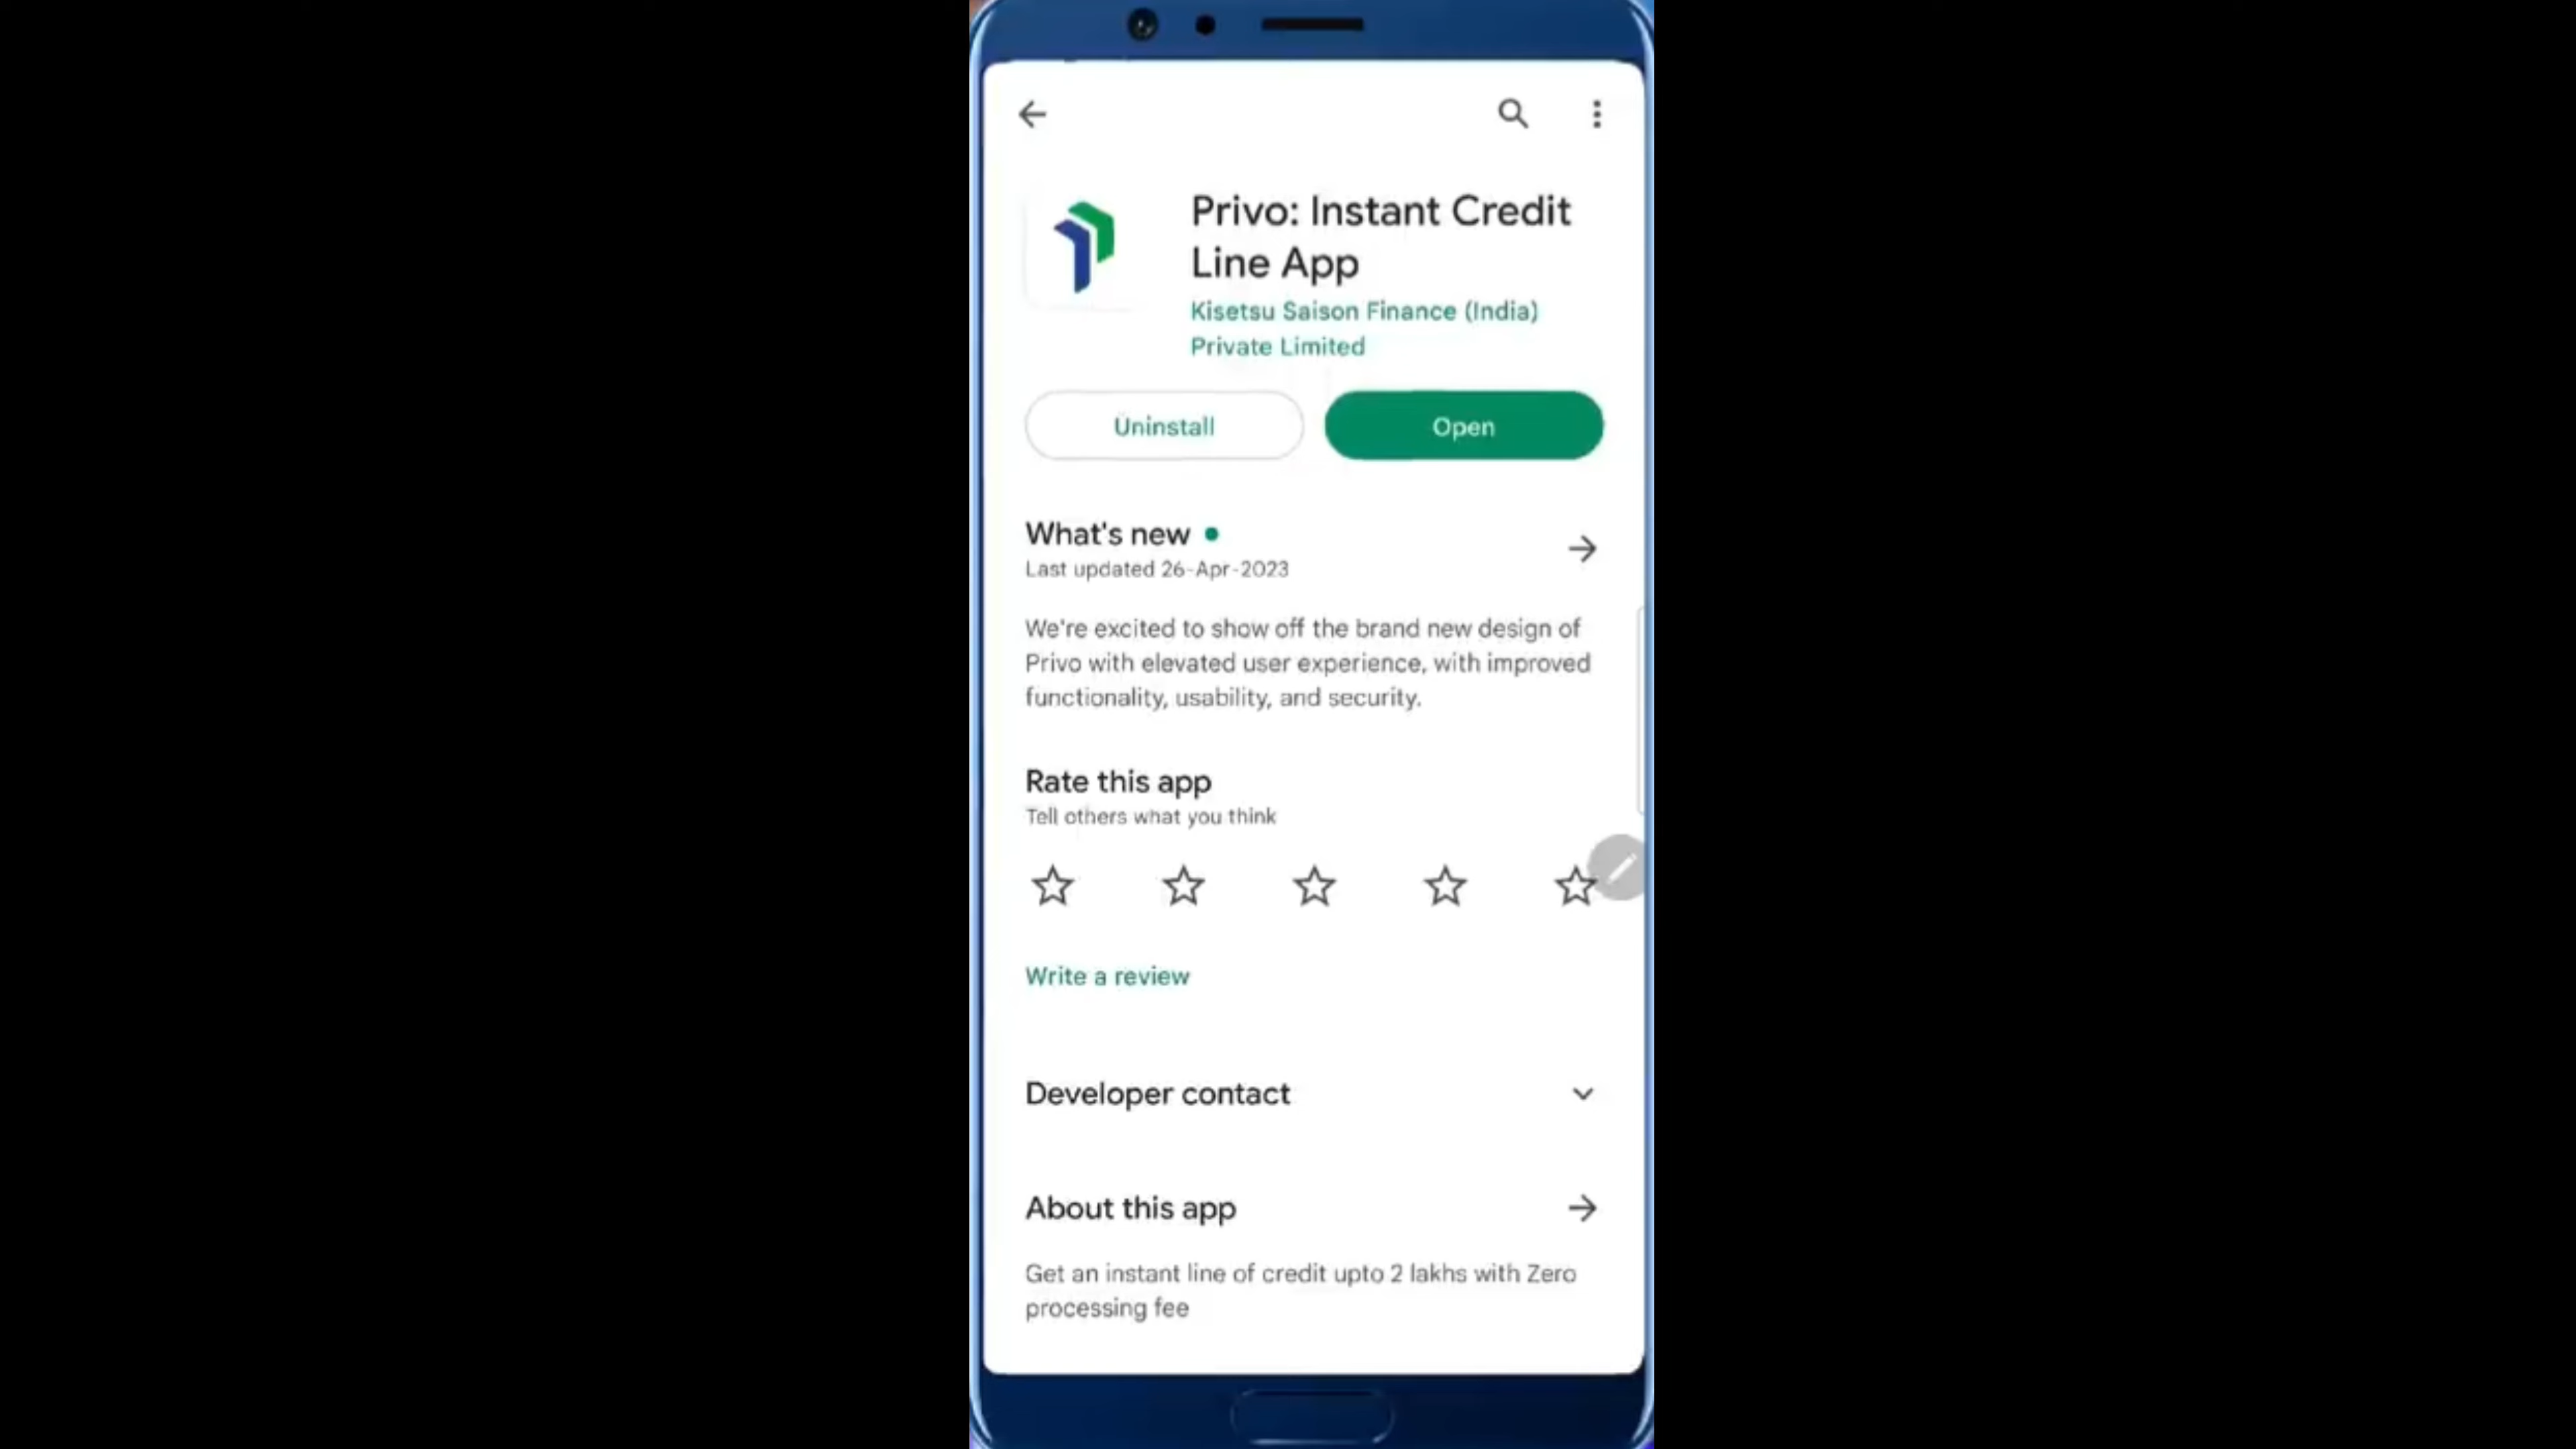 Privo: Instant Credit
Line App
Kisetsu Saison Finance (India)
Private Limited
Uninstall
Open
What's new
Last updated 26-Apr-2023
We're excited to show off the brand new design of
Privo with elevated user experience, with improved
functionality, usability, and security.
Rate this app
Tell others what you think
Write a review
Developer contact
About this app
Get an instant line of credit upto 2 lakhs with Zero
processing fee